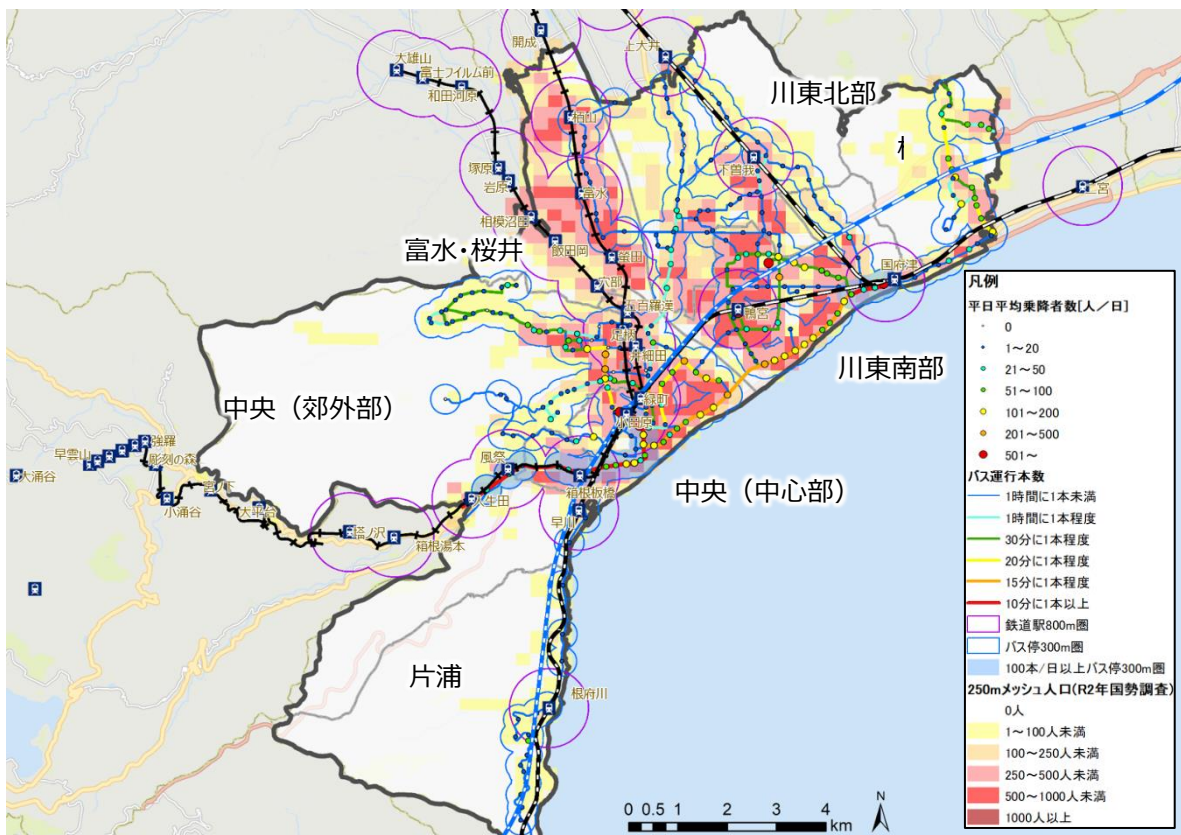 開成
上大井
大雄山
富士フイルム前
和田河原
川東北部
栢山
下曽我
塚原
岩原
富水
二宮
相模沼田
富水・桜井
飯田岡
螢田
国府津
穴部
五百羅漢
鴨宮
足柄
井細田
川東南部
緑町
小田原
中央（郊外部）
強羅
早雲山
彫刻の森
大涌谷
風祭
箱根板橋
中央（中心部）
小涌谷
宮ノ下
大平台
入生田
早川
塔ノ沢
箱根湯本
片浦
根府川
凡例
平日平均乗降者数[人／日]
0
1～20
21～50
51～100
101～200
201～500
501～
バス運行本数
1時間に1本未満
1時間に1本程度
30分に1本程度
20分に1本程度
15分に1本程度
10分に1本以上
鉄道駅800m圏
バス停300m圏
100本/日以上バス停300m圏
250mメッシュ人口(R2年国勢調査)
0人
1～100人未満
100～250人未満
250～500人未満
500～1000人未満
1000人以上
0 0.5 1 2 3 4
km
N